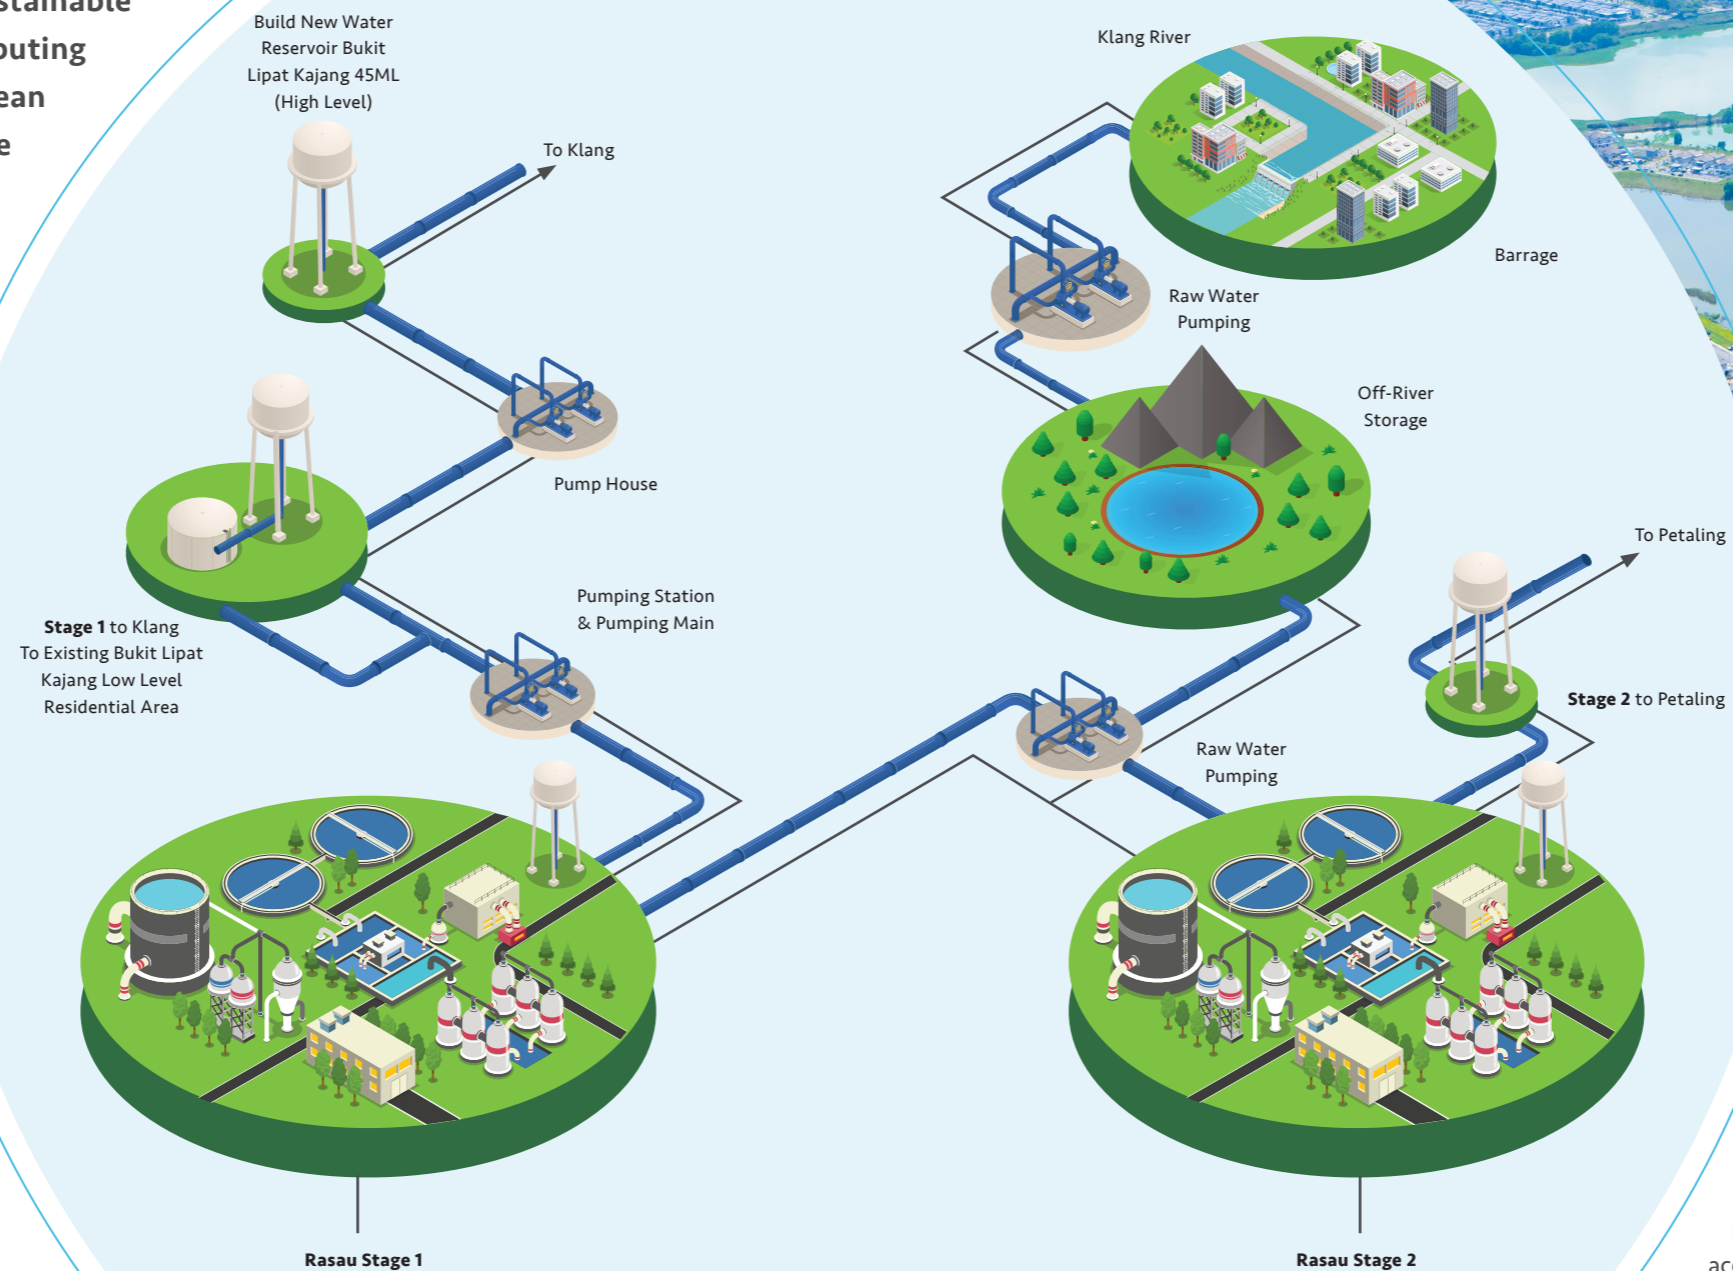 Build New Water
Reservoir Bukit
Lipat Kajang 45ML
(High Level)
To Klang
Klang River
Barrage
Raw Water
Pumping
Off-River
Storage
Pump House
To Petaling
Pumping Station
& Pumping Main
Stage 1 to Klang
To Existing Bukit Lipat
Kajang Low Level
Residential Area
Stage 2 to Petaling
Raw Water
Pumping
Rasau Stage 1
Rasau Stage 2